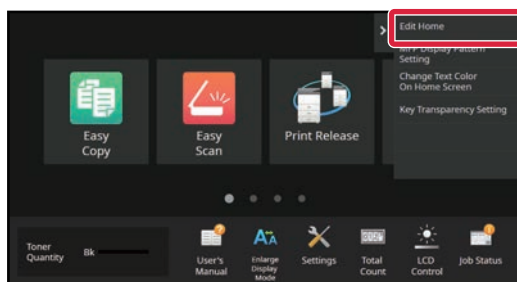 Edit Home
MFP Display Pattern
Setting
Change Text Color
On Home Screen
Key Transparency Setting
Easy
Copy
Easy
Scan
Print Release
Toner
Quantity
Bk
User's
Manual
Enlarge
Display
Mode
Settings
Total
Count
LCD
Control
Job Status